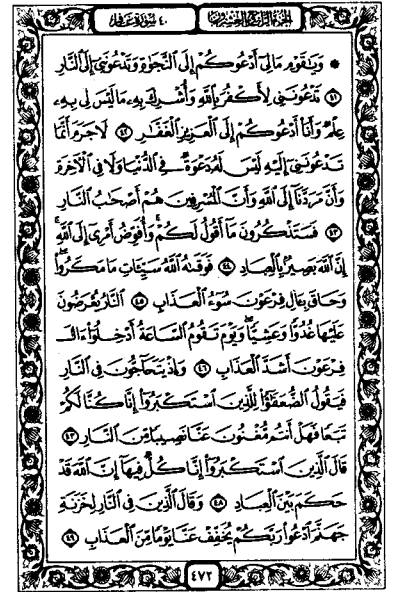 الجزء الرابع والعشرون ٤٠ سورة غافر
۞ وَيَٰقَوْمِ مَا لِىٓ أَدْعُوكُمْ إِلَى ٱلنَّجَوٰةِ وَتَدْعُونَنِىٓ إِلَى ٱلنَّارِ
٤١ تَدْعُونَنِى لِأَكْفُرَ بِٱللَّهِ وَأُشْرِكَ بِهِۦ مَا لَيْسَ لِى بِهِۦ
عِلْمٌ وَأَنَا۠ أَدْعُوكُمْ إِلَى ٱلْعَزِيزِ ٱلْغَفَّٰرِ ٤٢ لَا جَرَمَ أَنَّمَا
تَدْعُونَنِىٓ إِلَيْهِ لَيْسَ لَهُۥ دَعْوَةٌ فِى ٱلدُّنْيَا وَلَا فِى ٱلْءَاخِرَةِ
وَأَنَّ مَرَدَّنَآ إِلَى ٱللَّهِ وَأَنَّ ٱلْمُسْرِفِينَ هُمْ أَصْحَٰبُ ٱلنَّارِ
٤٣ فَسَتَذْكُرُونَ مَآ أَقُولُ لَكُمْ ۚ وَأُفَوِّضُ أَمْرِىٓ إِلَى ٱللَّهِ ۚ
إِنَّ ٱللَّهَ بَصِيرٌۢ بِٱلْعِبَادِ ٤٤ فَوَقَىٰهُ ٱللَّهُ سَيِّـَٔاتِ مَا مَكَرُوا۟ ۖ
وَحَاقَ بِـَٔالِ فِرْعَوْنَ سُوٓءُ ٱلْعَذَابِ ٤٥ ٱلنَّارُ يُعْرَضُونَ
عَلَيْهَا غُدُوًّا وَعَشِيًّا ۖ وَيَوْمَ تَقُومُ ٱلسَّاعَةُ أَدْخِلُوٓا۟ ءَالَ
فِرْعَوْنَ أَشَدَّ ٱلْعَذَابِ ٤٦ وَإِذْ يَتَحَآجُّونَ فِى ٱلنَّارِ
فَيَقُولُ ٱلضُّعَفَٰٓؤُا۟ لِلَّذِينَ ٱسْتَكْبَرُوٓا۟ إِنَّا كُنَّا لَكُمْ
تَبَعًا فَهَلْ أَنتُم مُّغْنُونَ عَنَّا نَصِيبًا مِّنَ ٱلنَّارِ ٤٧
قَالَ ٱلَّذِينَ ٱسْتَكْبَرُوٓا۟ إِنَّا كُلٌّ فِيهَآ إِنَّ ٱللَّهَ قَدْ
حَكَمَ بَيْنَ ٱلْعِبَادِ ٤٨ وَقَالَ ٱلَّذِينَ فِى ٱلنَّارِ لِخَزَنَةِ
جَهَنَّمَ ٱدْعُوا۟ رَبَّكُمْ يُخَفِّفْ عَنَّا يَوْمًا مِّنَ ٱلْعَذَابِ ٤٩
٤٧٢